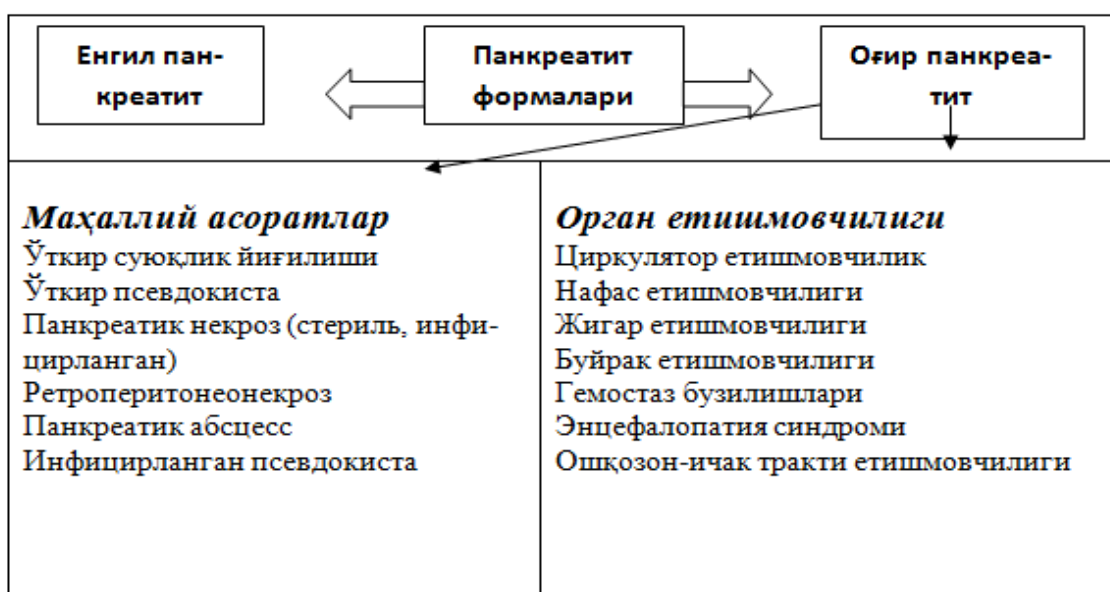 Енгил пан-
креатит
Панкреатит
формалари
Оғир панкреа-
тит
Маҳаллий асоратлар
Ўткир суюқлик йиғилиши
Ўткир псевдокиста
Панкреатик некроз (стериль, инфи-
цирланган)
Ретроперитонеонекроз
Панкреатик абсцесс
Инфицирланган псевдокиста
Орган етишмовчилиги
Циркулятор етишмовчилик
Нафас етишмовчилиги
Жигар етишмовчилиги
Буйрак етишмовчилиги
Гемостаз бузилишлари
Энцефалопатия синдроми
Ошқозон-ичак тракти етишмовчилиги